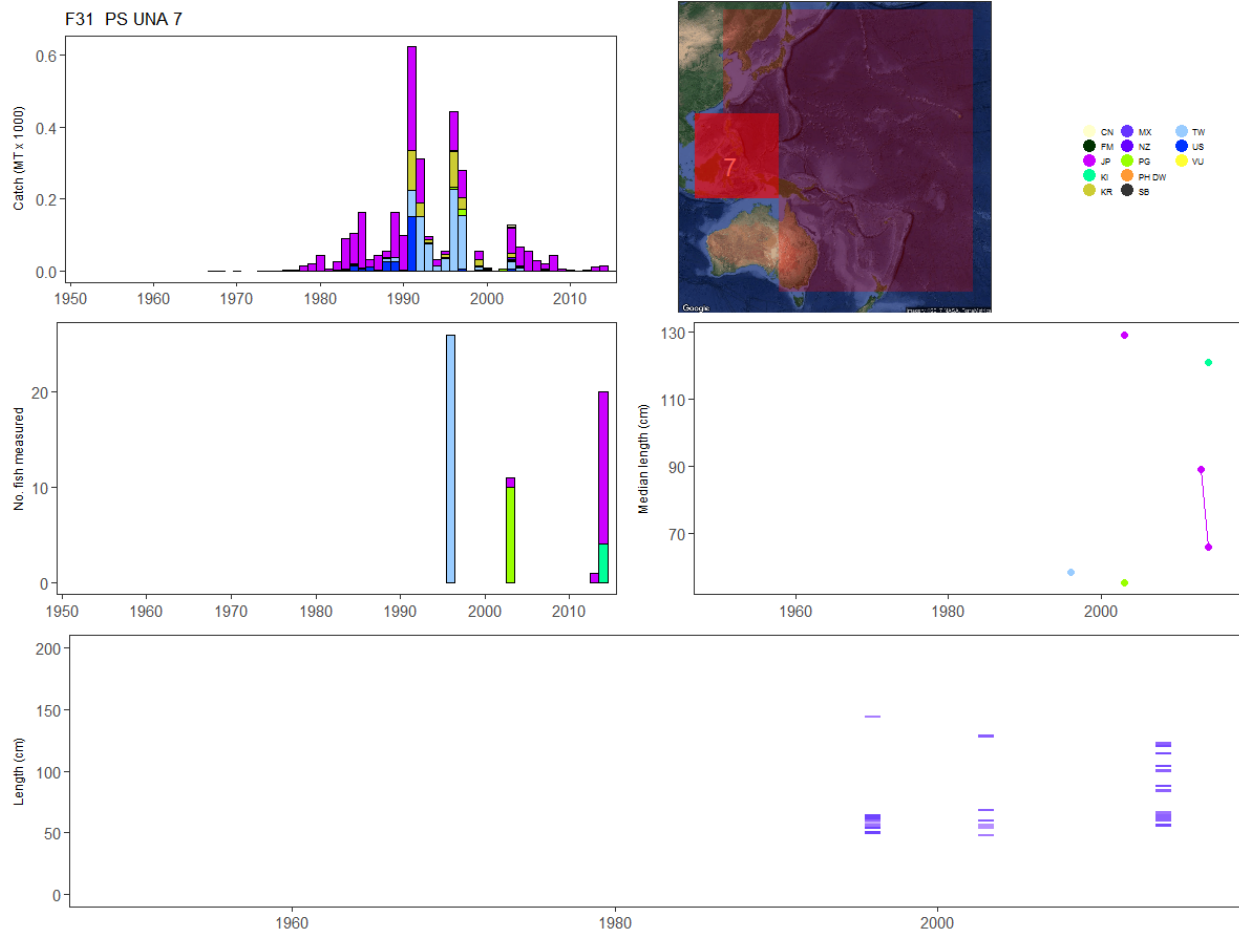 F31 PS UNA 7
Catch (MT x 1000)
0.6
0.4
0.2
0.0
1950 1960 1970 1980 1990 2000 2010
7
Google
CN MX TW
FM NZ US
JP PG VU
KI PH DW
KR SB
No. fish measured
20
10
0
1950 1960 1970 1980 1990 2000 2010
Median length (cm)
130
110
90
70
1960 1980 2000
Length (cm)
200
150
100
50
0
1960 1980 2000